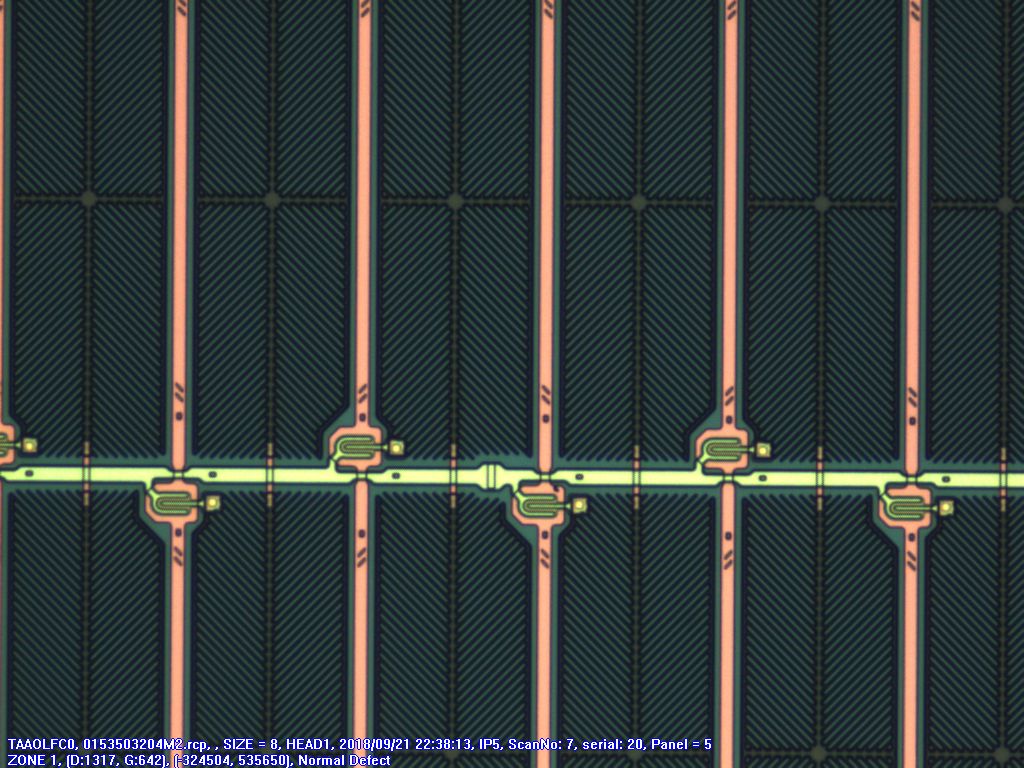 TAAOLFC0, 0153503204M2.rcp, , SIZE = 8, HEAD1, 2018/09/21 22:38:13, IP5, ScanNo: 7, serial: 20, Panel = 5
ZONE 1, (D:1317, G:642), (-324504, 535650), Normal Defect